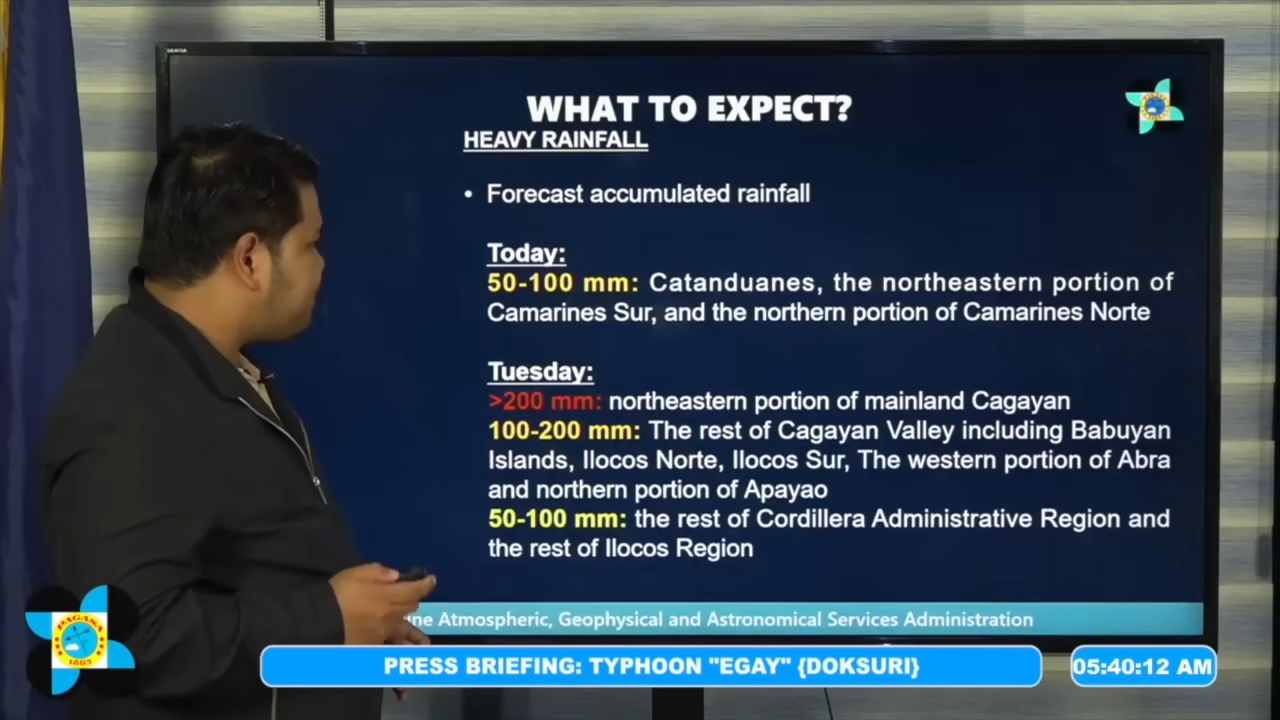 WHAT TO EXPECT?
HEAVY RAINFALL
• Forecast accumulated rainfall
Today:
50-100 mm: Catanduanes, the northeastern portion of
Camarines Sur, and the northern portion of Camarines Norte
Tuesday:
>200 mm: northeastern portion of mainland Cagayan
100-200 mm: The rest of Cagayan Valley including Babuyan
Islands, Ilocos Norte, Ilocos Sur, The western portion of Abra
and northern portion of Apayao
50-100 mm: the rest of Cordillera Administrative Region and
the rest of Ilocos Region
Atmospheric, Geophysical and Astronomical Services Administration
PAGASA
1865
PRESS BRIEFING: TYPHOON "EGAY" {DOKSURI}
05:40:12 AM